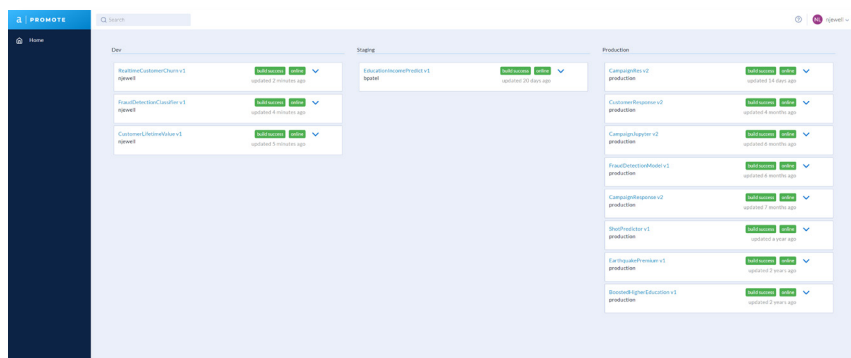 a | PROMOTE
Search
NL njewell
Home
Dev
RealtimeCustomerChurn v1
build success online
njewell
updated 2 minutes ago
FraudDetectionClassifier v1
build success online
njewell
updated 4 minutes ago
CustomerLifetimeValue v1
build success online
njewell
updated 5 minutes ago
Staging
EducationIncomePredict v1
build success online
bpatel
updated 20 days ago
Production
CampaignRes v2
build success online
production
updated 14 days ago
CustomerResponse v2
build success online
production
updated 4 months ago
CampaignJupyter v2
build success online
production
updated 6 months ago
FraudDetectionModel v1
build success online
production
updated 6 months ago
CampaignResponse v2
build success online
production
updated 7 months ago
ShotPredictor v1
build success online
production
updated a year ago
EarthquakePremium v1
build success online
production
updated 2 years ago
BoostedHigherEducation v1
build success online
production
updated 2 years ago